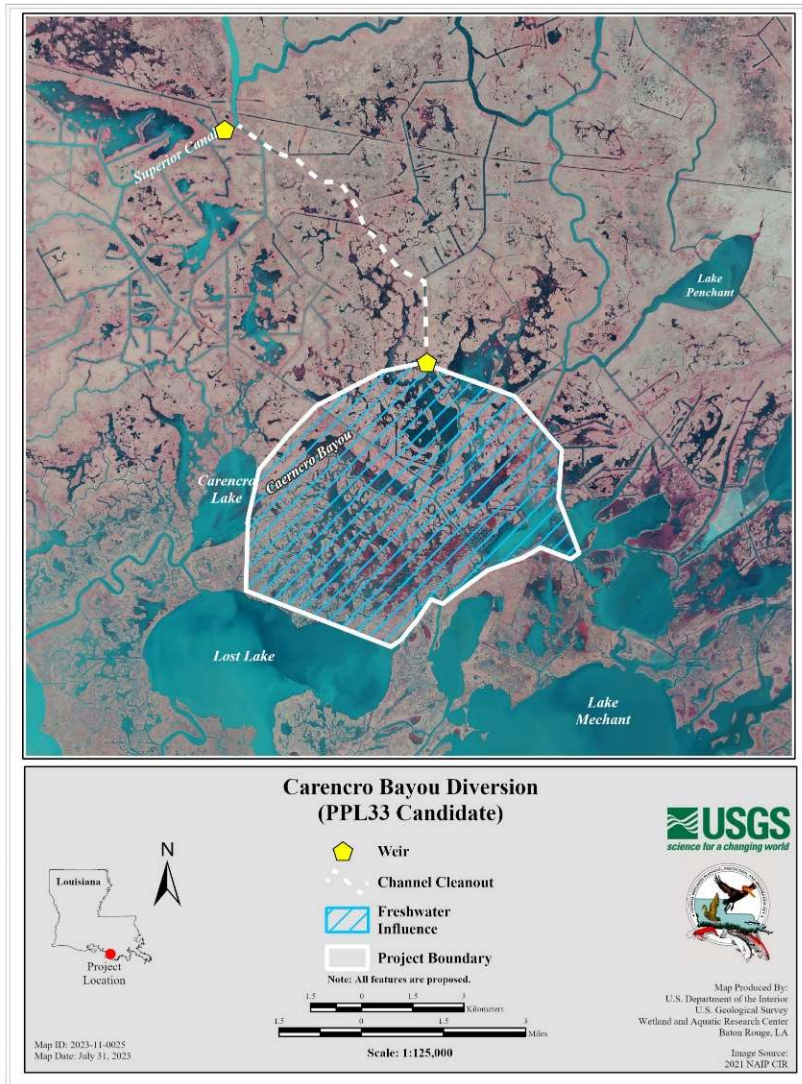 Superior Canal
Lake
Penchant
Caerncro Bayou
Carencro
Lake
Lost Lake
Lake
Mechant
Carencro Bayou Diversion
(PPL33 Candidate)
Weir
Channel Cleanout
Freshwater
Influence
Project Boundary
Note: All features are proposed.
1.5 0 1.5 3
Kilometers
1.5 0 1.5 3
Miles
Scale: 1:125,000
Louisiana
N
Project
Location
Map ID: 2023-11-0025
Map Date: July 31, 2023
USGS
science for a changing world
Map Produced By:
U.S. Department of the Interior
U.S. Geological Survey
Wetland and Aquatic Research Center
Baton Rouge, LA
Image Source:
2021 NAIP CIR